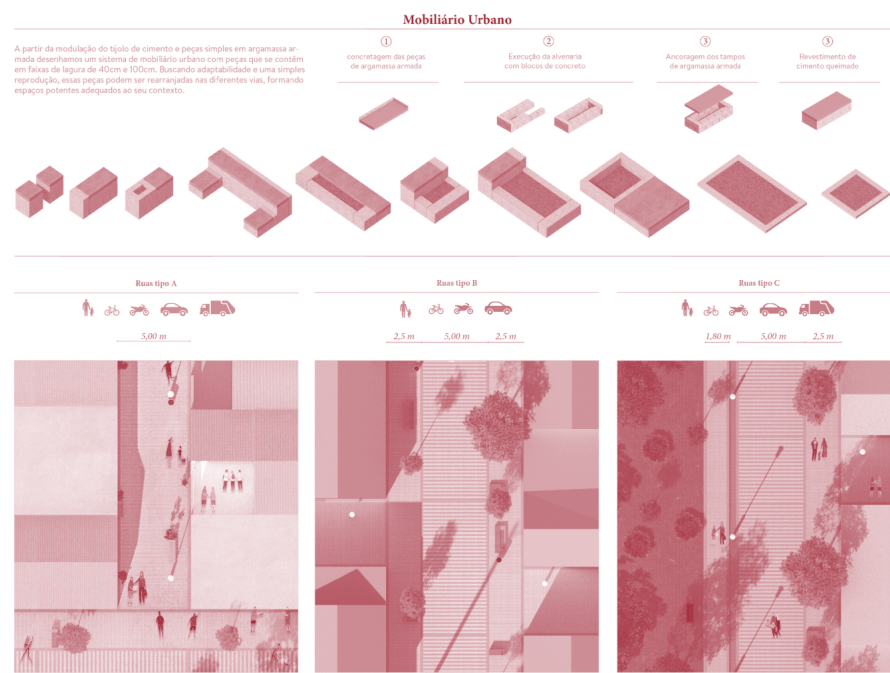 Mobiliário Urbano
A partir da modulação do tijolo de cimento e peças simples em argamassa ar-
mada desenhamos um sistema de mobiliário urbano com peças que se contêm
em faixas de lagura de 40cm e 100cm. Buscando adaptabilidade e uma simples
reprodução, essas peças podem ser rearranjadas nas diferentes vias, formando
espaços potentes adequados ao seu contexto.
1
concretagem das peças
de argamassa armada
2
Execução da alvenaria
com blocos de concreto
3
Ancoragem dos tampos
de argamassa armada
3
Revestimento de
cimento queimado
Ruas tipo A
5,00 m
Ruas tipo B
2,5 m 5,00 m 2,5 m
Ruas tipo C
1,80 m 5,00 m 2,5 m